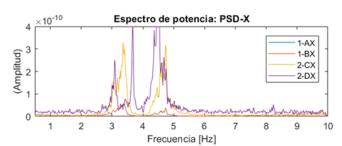 Espectro de potencia: PSD-X
4 ×10⁻¹⁰
3
2
1
0
(Amplitud)
1 2 3 4 5 6 7 8 9 10
Frecuencia [Hz]
1-AX
1-BX
2-CX
2-DX